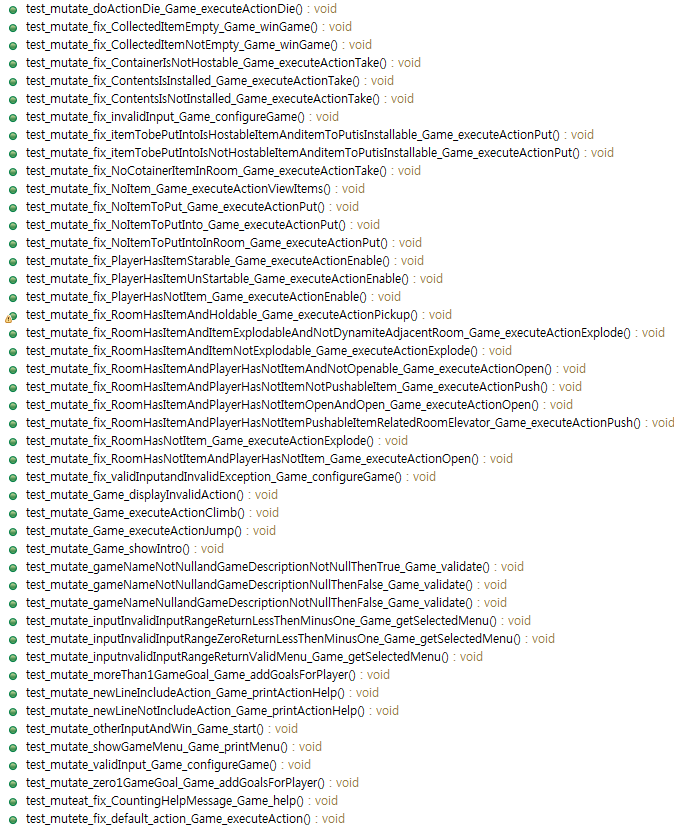 test_mutate_doActionDie_Game_executeActionDie() : void
test_mutate_fix_CollectedItemEmpty_Game_winGame() : void
test_mutate_fix_CollectedItemNotEmpty_Game_winGame() : void
test_mutate_fix_ContainerIsNotHostable_Game_executeActionTake() : void
test_mutate_fix_ContentsIsInstalled_Game_executeActionTake() : void
test_mutate_fix_ContentsIsNotInstalled_Game_executeActionTake() : void
test_mutate_fix_invalidInput_Game_configureGame() : void
test_mutate_fix_itemTobePutIntoIsHostableItemAnditemToPutisInstallable_Game_executeActionPut() : void
test_mutate_fix_itemTobePutIntoIsNotHostableItemAnditemToPutisInstallable_Game_executeActionPut() : void
test_mutate_fix_NoCotainerItemInRoom_Game_executeActionTake() : void
test_mutate_fix_NoItem_Game_executeActionViewItems() : void
test_mutate_fix_NoItemToPut_Game_executeActionPut() : void
test_mutate_fix_NoItemToPutInto_Game_executeActionPut() : void
test_mutate_fix_NoItemToPutIntoInRoom_Game_executeActionPut() : void
test_mutate_fix_PlayerHasItemStarable_Game_executeActionEnable() : void
test_mutate_fix_PlayerHasItemUnStartable_Game_executeActionEnable() : void
test_mutate_fix_PlayerHasNotItem_Game_executeActionEnable() : void
test_mutate_fix_RoomHasItemAndHoldable_Game_executeActionPickup() : void
test_mutate_fix_RoomHasItemAndItemExplodableAndNotDynamiteAdjacentRoom_Game_executeActionExplode() : void
test_mutate_fix_RoomHasItemAndItemNotExplodable_Game_executeActionExplode() : void
test_mutate_fix_RoomHasItemAndPlayerHasNotItemAndNotOpenable_Game_executeActionOpen() : void
test_mutate_fix_RoomHasItemAndPlayerHasNotItemNotPushableItem_Game_executeActionPush() : void
test_mutate_fix_RoomHasItemAndPlayerHasNotItemOpenAndOpen_Game_executeActionOpen() : void
test_mutate_fix_RoomHasItemAndPlayerHasNotItemPushableItemRelatedRoomElevator_Game_executeActionPush() : void
test_mutate_fix_RoomHasNotItem_Game_executeActionExplode() : void
test_mutate_fix_RoomHasNotItemAndPlayerHasNotItem_Game_executeActionOpen() : void
test_mutate_fix_validInputandInvalidException_Game_configureGame() : void
test_mutate_Game_displayInvalidAction() : void
test_mutate_Game_executeActionClimb() : void
test_mutate_Game_executeActionJump() : void
test_mutate_Game_showIntro() : void
test_mutate_gameNameNotNullandGameDescriptionNotNullThenTrue_Game_validate() : void
test_mutate_gameNameNotNullandGameDescriptionNullThenFalse_Game_validate() : void
test_mutate_gameNameNullandGameDescriptionNotNullThenFalse_Game_validate() : void
test_mutate_inputInvalidInputRangeReturnLessThenMinusOne_Game_getSelectedMenu() : void
test_mutate_inputInvalidInputRangeZeroReturnLessThenMinusOne_Game_getSelectedMenu() : void
test_mutate_inputnvalidInputRangeReturnValidMenu_Game_getSelectedMenu() : void
test_mutate_moreThan1GameGoal_Game_addGoalsForPlayer() : void
test_mutate_newLineIncludeAction_Game_printActionHelp() : void
test_mutate_newLineNotIncludeAction_Game_printActionHelp() : void
test_mutate_otherInputAndWin_Game_start() : void
test_mutate_showGameMenu_Game_printMenu() : void
test_mutate_validInput_Game_configureGame() : void
test_mutate_zero1GameGoal_Game_addGoalsForPlayer() : void
test_muteat_fix_CountingHelpMessage_Game_help() : void
test_mutete_fix_default_action_Game_executeAction() : void